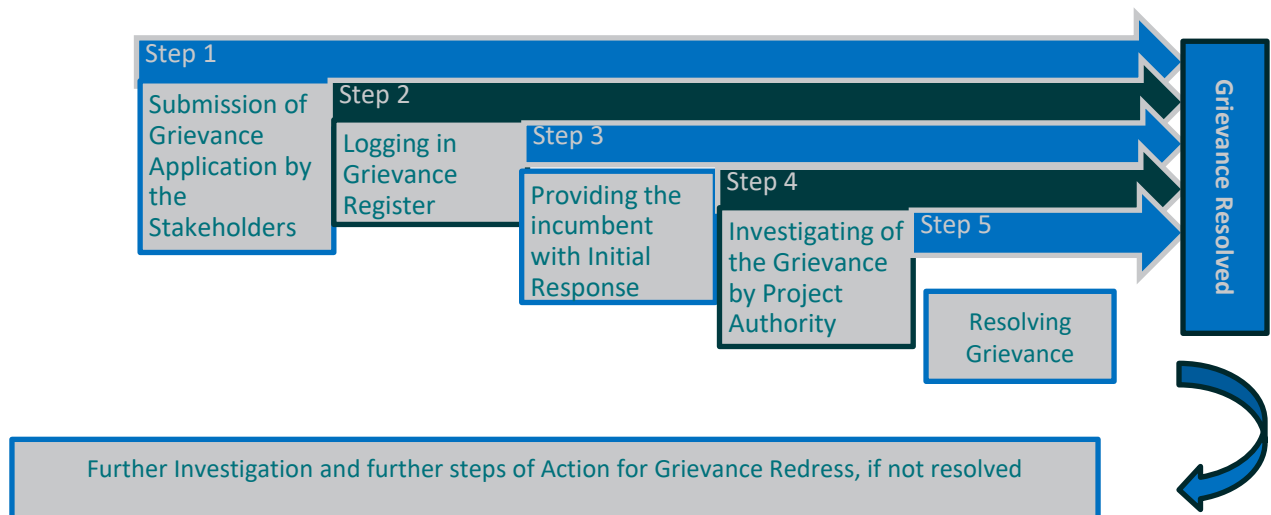 Step 1
Submission of
Grievance
Application by
the
Stakeholders
Step 2
Logging in
Grievance
Register
Step 3
Providing the
incumbent
with Initial
Response
Step 4
Investigating of
the Grievance
by Project
Authority
Step 5
Resolving
Grievance
Grievance Resolved
Further Investigation and further steps of Action for Grievance Redress, if not resolved